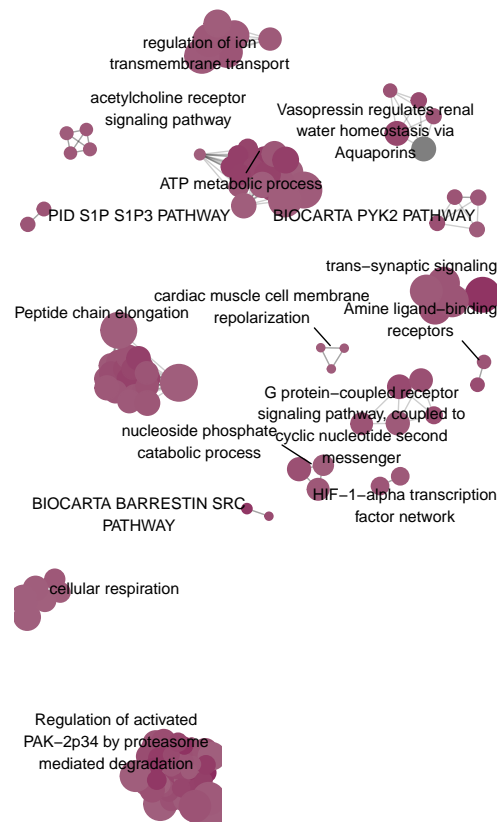 regulation of ion
transmembrane transport
acetylcholine receptor
signaling pathway
Vasopressin regulates renal
water homeostasis via
Aquaporins
ATP metabolic process
PID S1P S1P3 PATHWAY
BIOCARTA PYK2 PATHWAY
trans−synaptic signaling
cardiac muscle cell membrane
repolarization
Peptide chain elongation
Amine ligand−binding
receptors
G protein−coupled receptor
signaling pathway, coupled to
cyclic nucleotide second
messenger
nucleoside phosphate
catabolic process
HIF−1−alpha transcription
factor network
BIOCARTA BARRESTIN SRC
PATHWAY
cellular respiration
Regulation of activated
PAK−2p34 by proteasome
mediated degradation